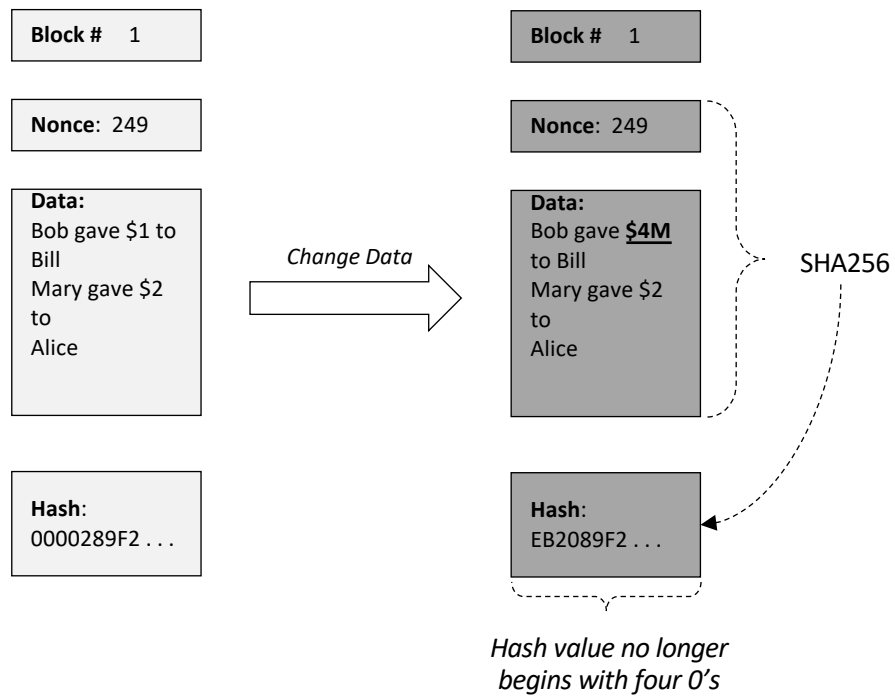 Block # 1
Nonce: 249
Data:
Bob gave $1 to
Bill
Mary gave $2
to
Alice
Hash:
0000289F2 . . .
Change Data
Block # 1
Nonce: 249
Data:
Bob gave $4M
to Bill
Mary gave $2
to
Alice
SHA256
Hash:
EB2089F2 . . .
Hash value no longer
begins with four 0's